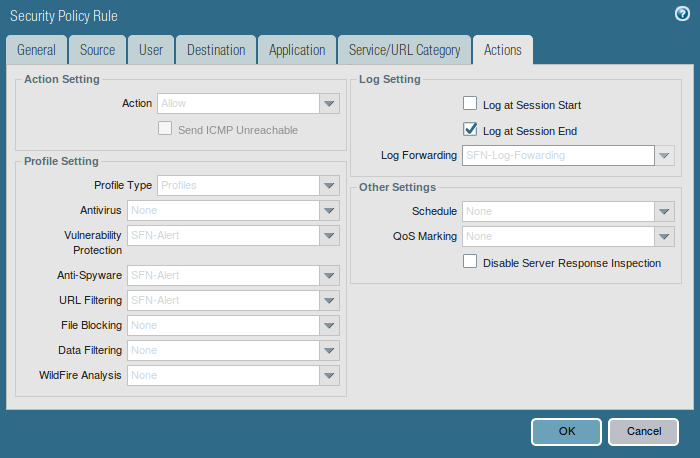 Security Policy Rule
?
General
Source
User
Destination
Application
Service/URL Category
Actions
Action Setting
Action
Allow
Send ICMP Unreachable
Profile Setting
Profile Type
Profiles
Antivirus
None
Vulnerability
Protection
SFN-Alert
Anti-Spyware
SFN-Alert
URL Filtering
SFN-Alert
File Blocking
None
Data Filtering
None
WildFire Analysis
None
Log Setting
Log at Session Start
Log at Session End
Log Forwarding
SFN-Log-Fowarding
Other Settings
Schedule
None
QoS Marking
None
Disable Server Response Inspection
OK
Cancel